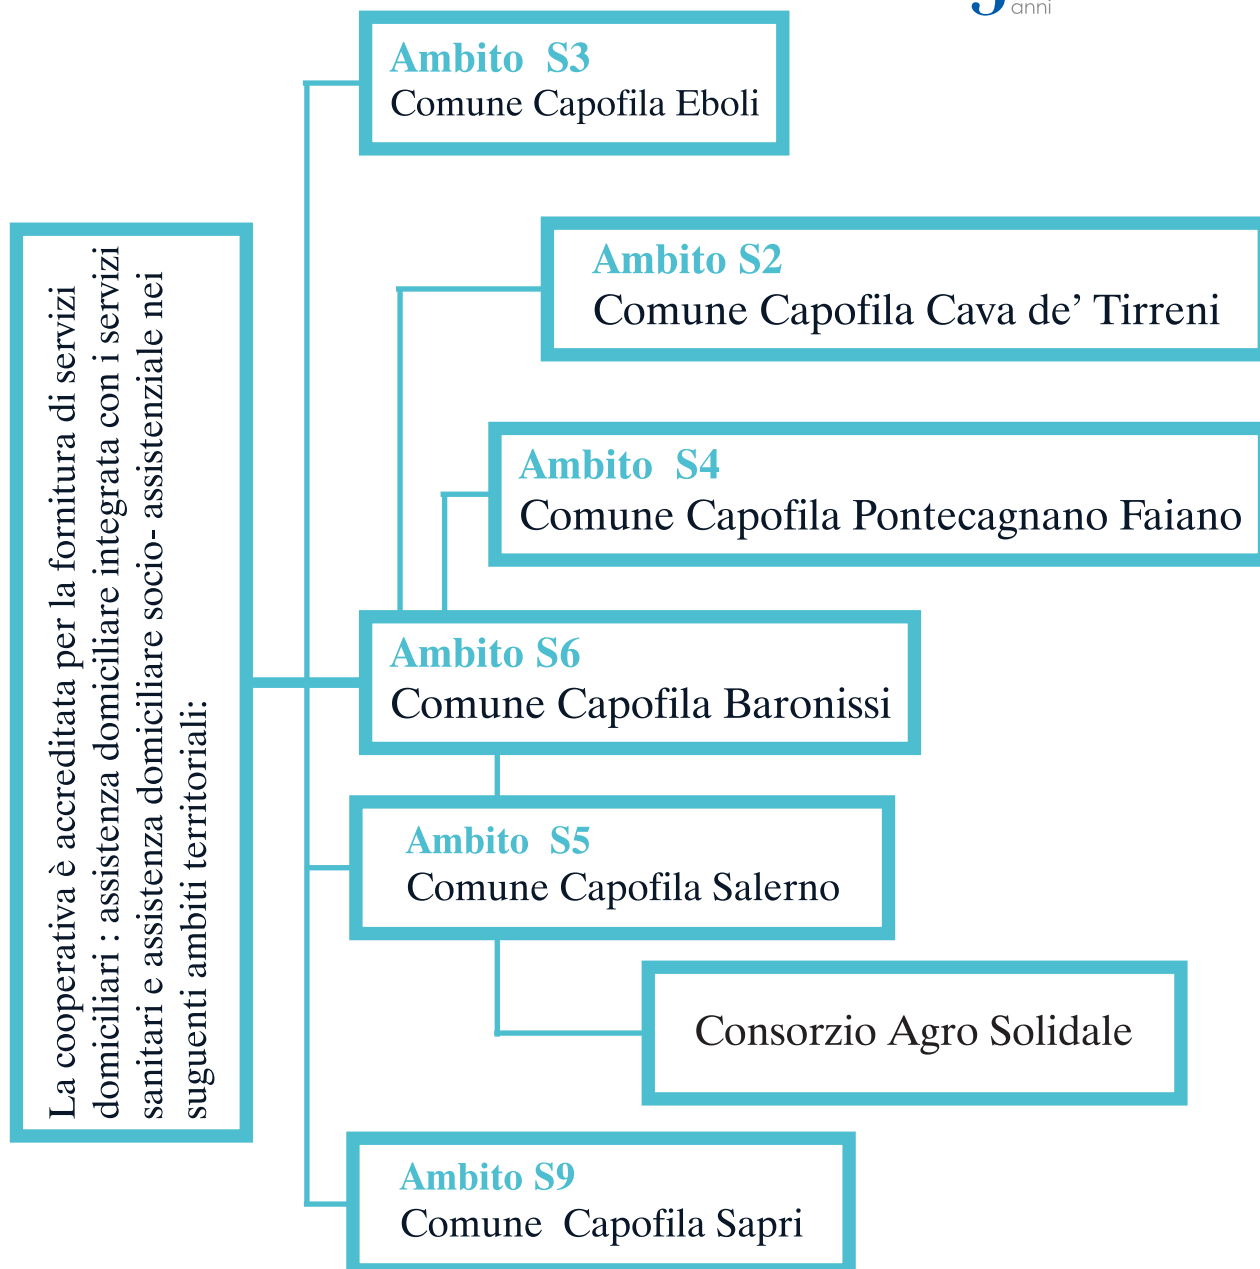 anni
Ambito S3
Comune Capofila Eboli
Ambito S2
Comune Capofila Cava de’ Tirreni
Ambito S4
Comune Capofila Pontecagnano Faiano
La cooperativa è accreditata per la fornitura di servizi
domiciliari : assistenza domiciliare integrata con i servizi
sanitari e assistenza domiciliare socio- assistenziale nei
suguenti ambiti territoriali:
Ambito S6
Comune Capofila Baronissi
Ambito S5
Comune Capofila Salerno
Consorzio Agro Solidale
Ambito S9
Comune Capofila Sapri